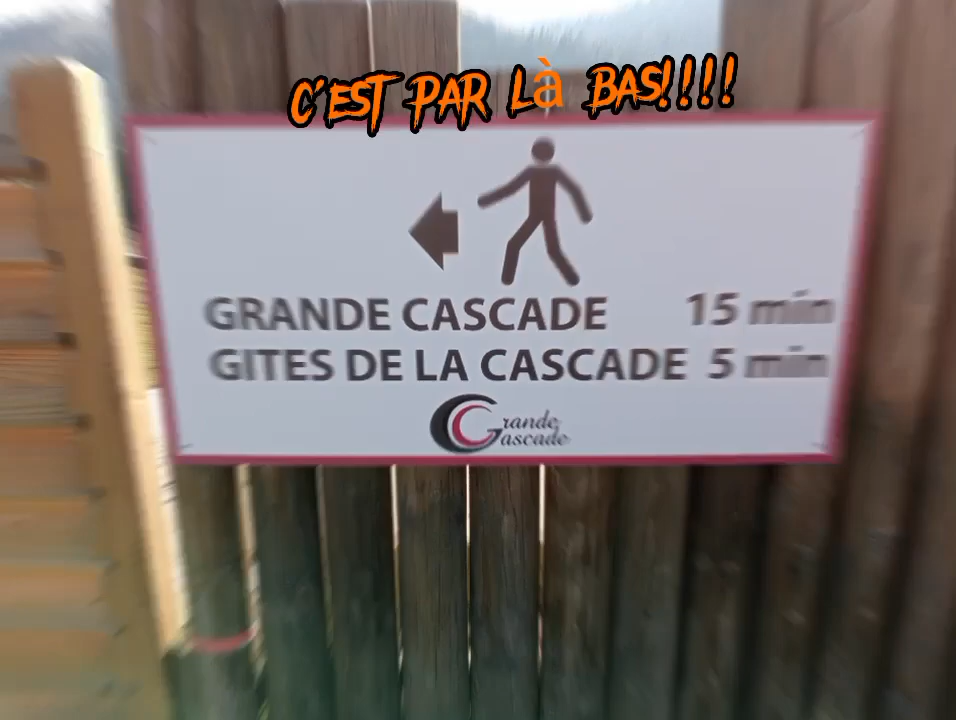 C'EST PAR Là BAS!!!!
GRANDE CASCADE 15 min
GITES DE LA CASCADE 5 min
Grande
Cascade